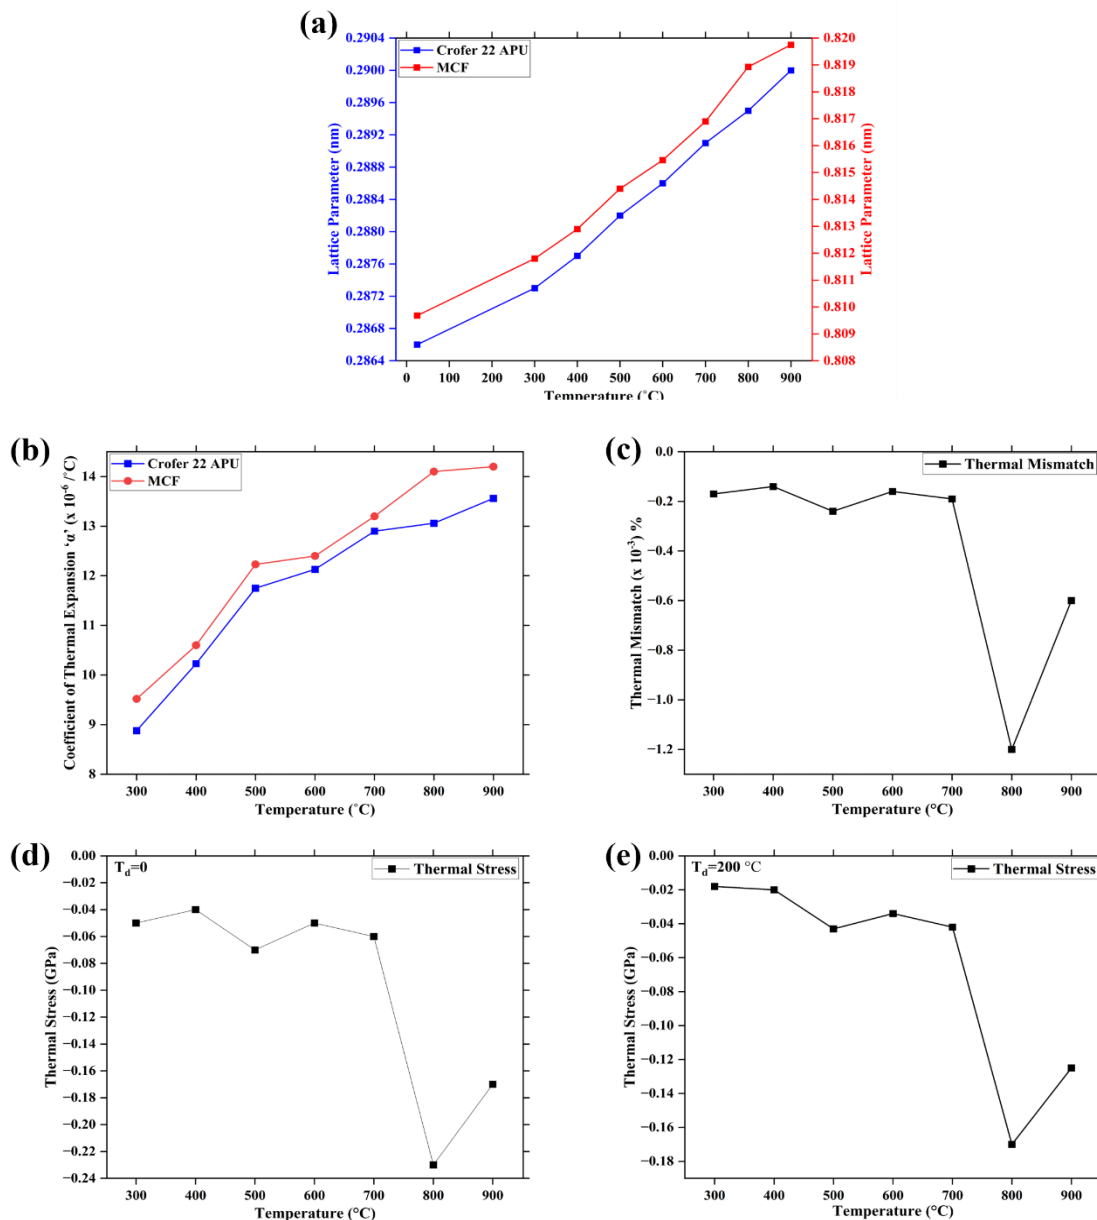 (a)
Crofer 22 APU
MCF
0.2904
0.2900
0.2896
0.2892
0.2888
0.2884
0.2880
0.2876
0.2872
0.2868
0.2864
Lattice Parameter (nm)
0.820
0.819
0.818
0.817
0.816
0.815
0.814
0.813
0.812
0.811
0.810
0.809
0.808
Lattice Parameter (nm)
0 100 200 300 400 500 600 700 800 900
Temperature (˚C)
(b)
Crofer 22 APU
MCF
14
13
12
11
10
9
8
Coefficient of Thermal Expansion ‘α’ (x 10⁻⁶ /˚C)
300 400 500 600 700 800 900
Temperature (˚C)
(c)
Thermal Mismatch
0.0
−0.2
−0.4
−0.6
−0.8
−1.0
−1.2
Thermal Mismatch (x 10⁻³) %
300 400 500 600 700 800 900
Temperature (°C)
(d)
T_d=0
Thermal Stress
0.00
−0.02
−0.04
−0.06
−0.08
−0.10
−0.12
−0.14
−0.16
−0.18
−0.20
−0.22
−0.24
Thermal Stress (GPa)
300 400 500 600 700 800 900
Temperature (°C)
(e)
T_d=200 °C
Thermal Stress
0.00
−0.02
−0.04
−0.06
−0.08
−0.10
−0.12
−0.14
−0.16
−0.18
Thermal Stress (GPa)
300 400 500 600 700 800 900
Temperature (°C)